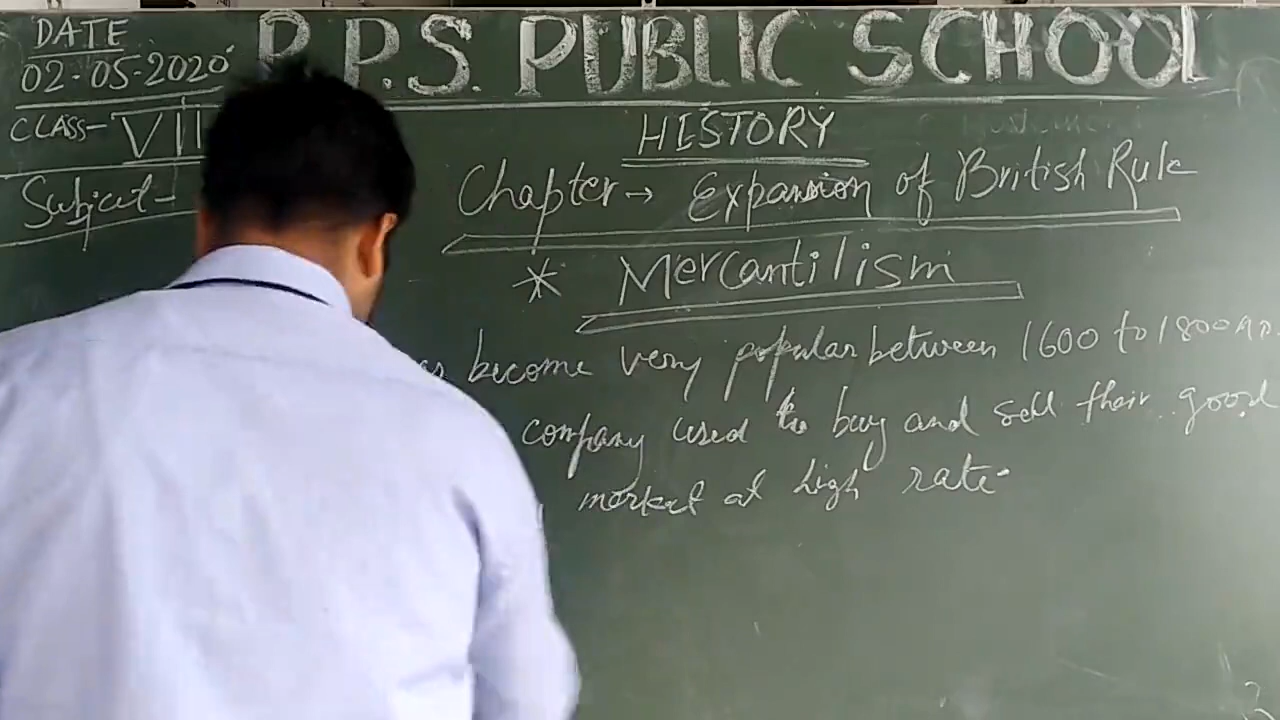 DATE
02-05-2020
R.P.S. PUBLIC SCHOOL
CLASS- VII
Subject-
HISTORY
Chapter → Expansion of British Rule
* Mercantilism
become very popular between 1600 to 1800 AD
company used to buy and sell their good
market at high rate.